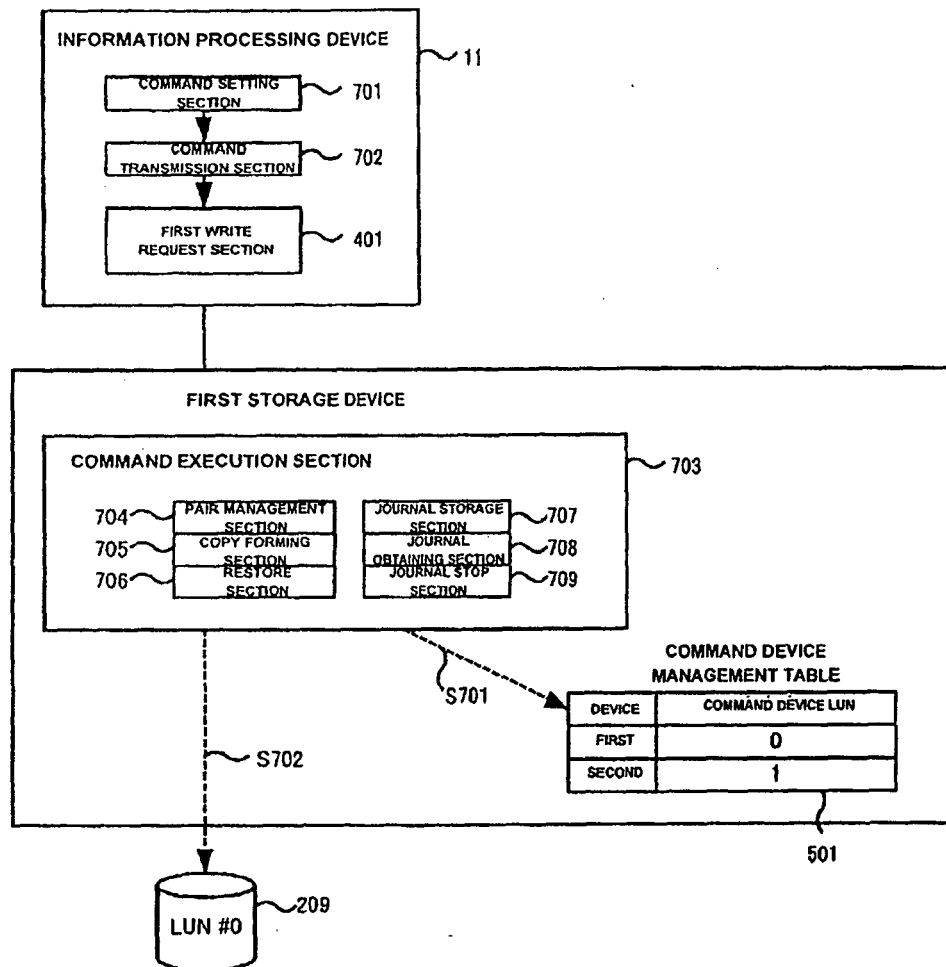 INFORMATION PROCESSING DEVICE
11
COMMAND SETTING
SECTION
701
COMMAND
TRANSMISSION SECTION
702
FIRST WRITE
REQUEST SECTION
401
FIRST STORAGE DEVICE
COMMAND EXECUTION SECTION
703
704
PAIR MANAGEMENT
SECTION
705
COPY FORMING
SECTION
706
RESTORE
SECTION
JOURNAL STORAGE
SECTION
707
JOURNAL
OBTAINING SECTION
708
JOURNAL STOP
SECTION
709
S701
COMMAND DEVICE
MANAGEMENT TABLE
DEVICE COMMAND DEVICE LUN
FIRST 0
SECOND 1
501
S702
LUN #0
209